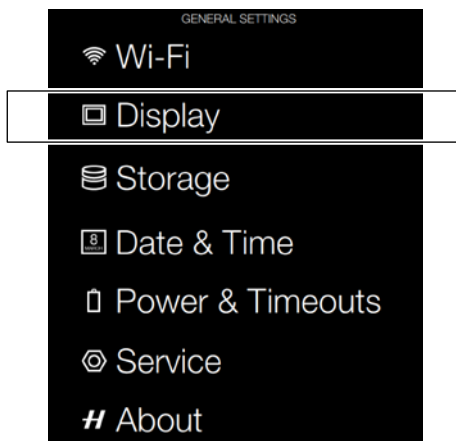 GENERAL SETTINGS
Wi-Fi
Display
Storage
8
Date & Time
Power & Timeouts
Service
H About